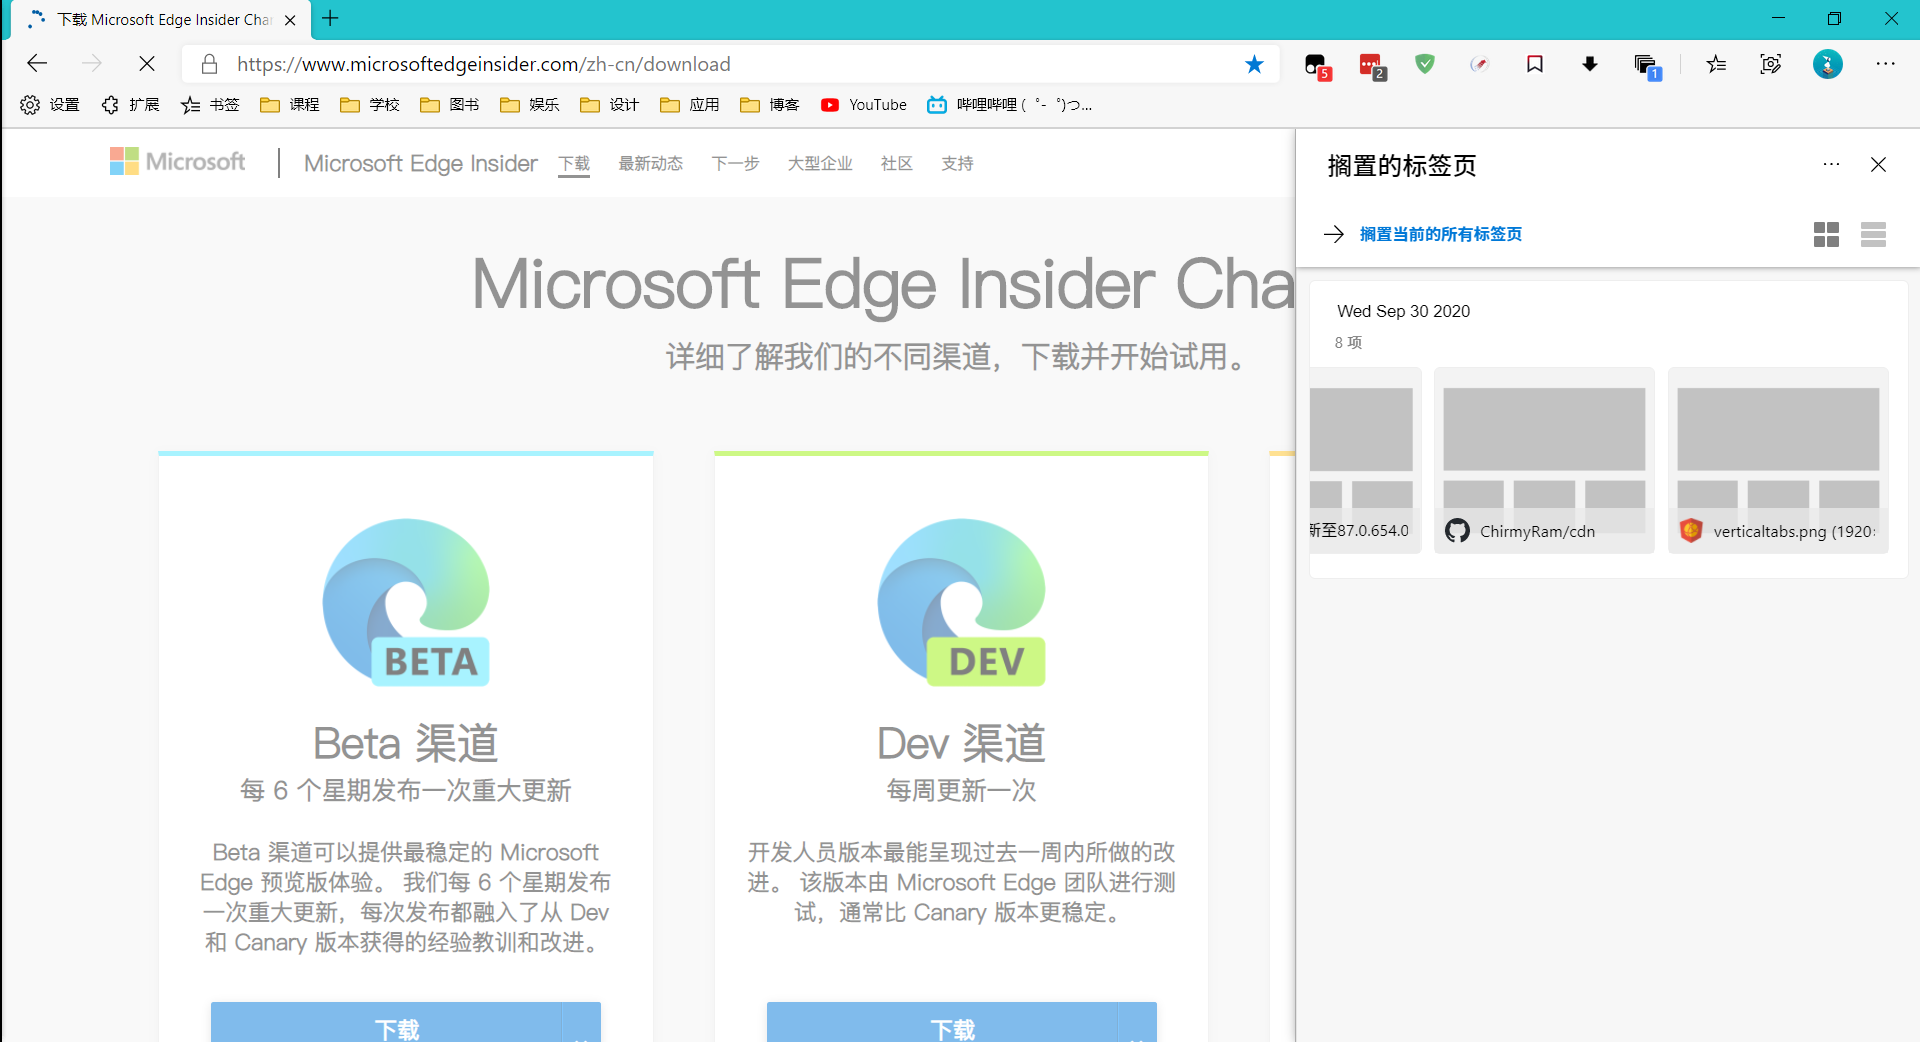 下载 Microsoft Edge Insider Cha
https://www.microsoftedgeinsider.com/zh-cn/download
5
2
1
设置 扩展 书签 课程 学校 图书 娱乐 设计 应用 博客 YouTube 哔哩哔哩 ( ゜- ゜)つ...
Microsoft Microsoft Edge Insider 下载 最新动态 下一步 大型企业 社区 支持
Microsoft Edge Insider Cha
详细了解我们的不同渠道，下载并开始试用。
BETA
Beta 渠道
每 6 个星期发布一次重大更新
Beta 渠道可以提供最稳定的 Microsoft
Edge 预览版体验。 我们每 6 个星期发布
一次重大更新，每次发布都融入了从 Dev
和 Canary 版本获得的经验教训和改进。
下载
DEV
Dev 渠道
每周更新一次
开发人员版本最能呈现过去一周内所做的改
进。 该版本由 Microsoft Edge 团队进行测
试，通常比 Canary 版本更稳定。
下载
搁置的标签页
搁置当前的所有标签页
Wed Sep 30 2020
8 项
新至87.0.654.0
ChirmyRam/cdn
verticaltabs.png (1920